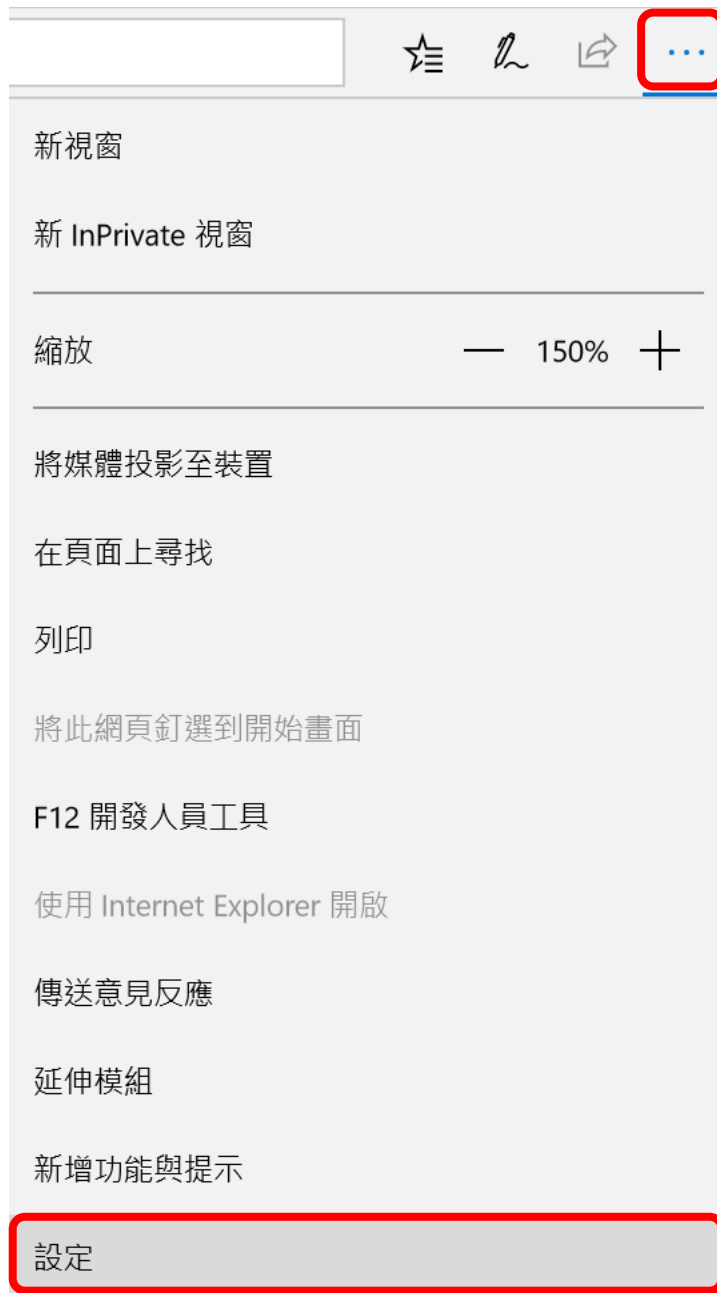 新視窗
新 InPrivate 視窗
縮放 — 150% +
將媒體投影至裝置
在頁面上尋找
列印
將此網頁釘選到開始畫面
F12 開發人員工具
使用 Internet Explorer 開啟
傳送意見反應
延伸模組
新增功能與提示
設定